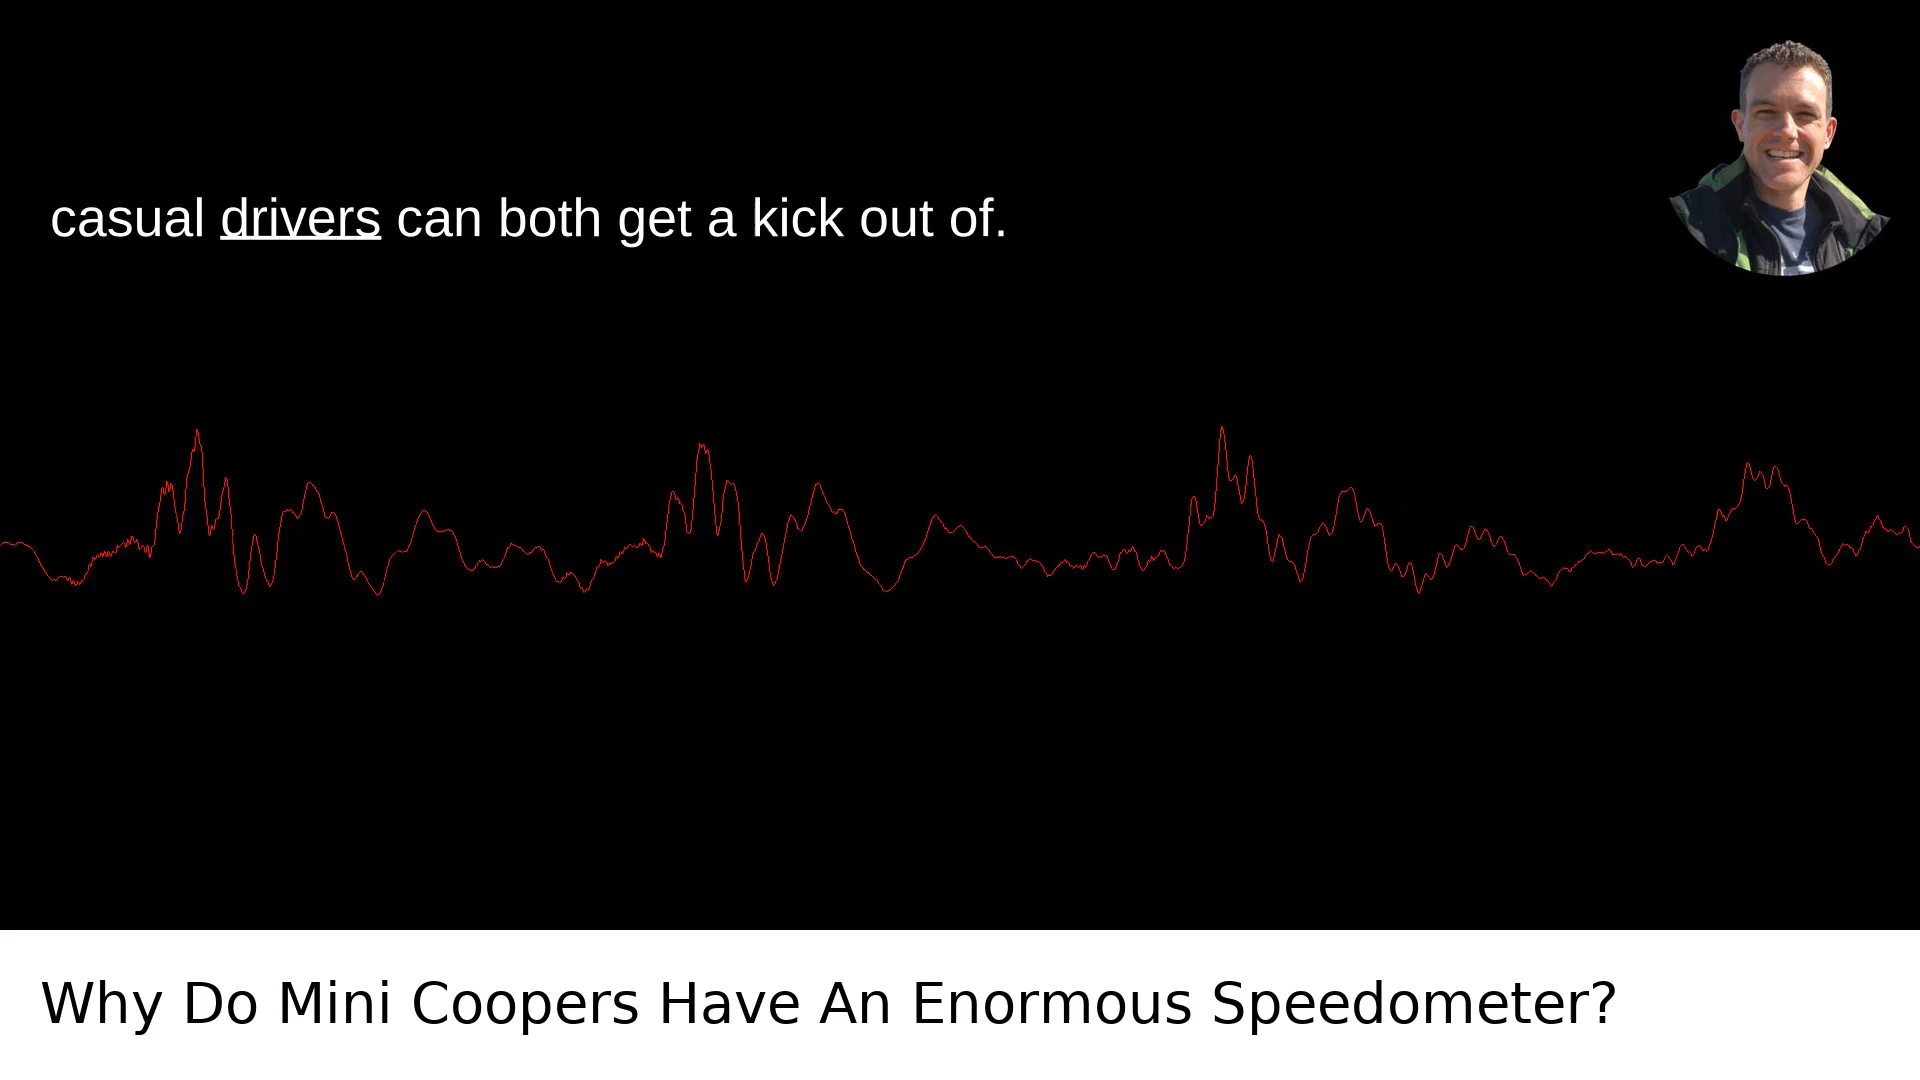 casual drivers can both get a kick out of.
Why Do Mini Coopers Have An Enormous Speedometer?